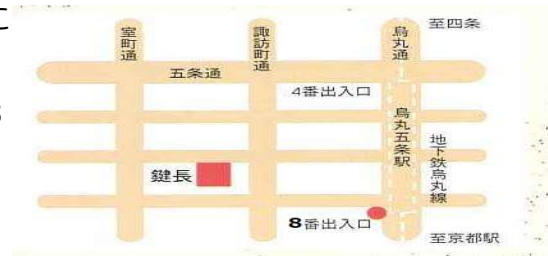 室町通
諏訪町通
烏丸通
至四条
五条通
4番出入口
烏丸五条駅
地下鉄烏丸線
鍵長
8番出入口
至京都駅